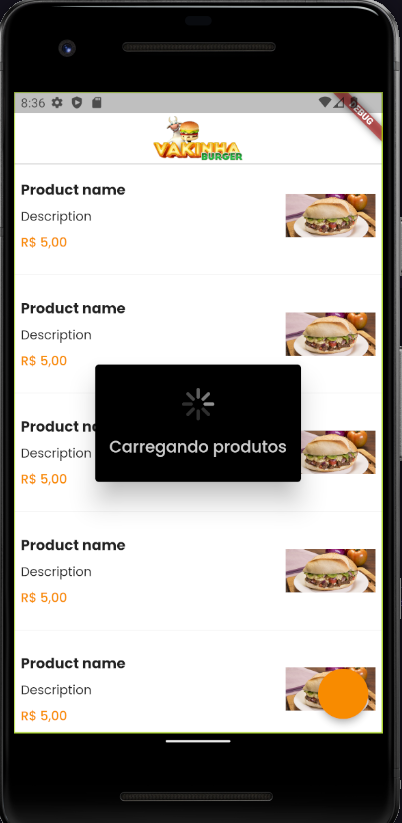 8:36
DEBUG
VAKINHA
BURGER
Product name
Description
R$ 5,00
Product name
Description
R$ 5,00
Product na
Description
R$ 5,00
Carregando produtos
Product name
Description
R$ 5,00
Product name
Description
R$ 5,00